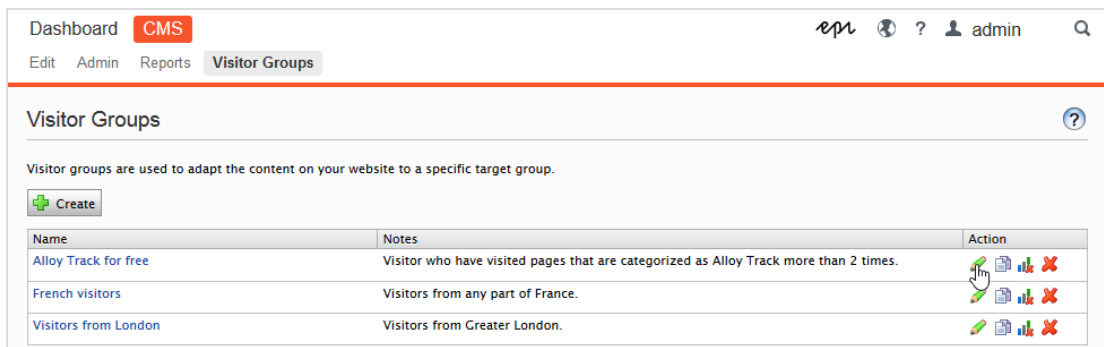 Dashboard CMS epi ? admin
Edit Admin Reports Visitor Groups
Visitor Groups ?
Visitor groups are used to adapt the content on your website to a specific target group.
Create
Name Notes Action
Alloy Track for free Visitor who have visited pages that are categorized as Alloy Track more than 2 times.
French visitors Visitors from any part of France.
Visitors from London Visitors from Greater London.